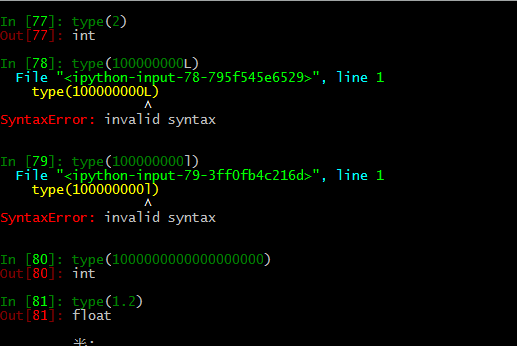 In [77]: type(2)
Out[77]: int
In [78]: type(100000000L)
File "<ipython-input-78-795f545e6529>", line 1
type(100000000L)
^
SyntaxError: invalid syntax
In [79]: type(100000000l)
File "<ipython-input-79-3ff0fb4c216d>", line 1
type(100000000l)
^
SyntaxError: invalid syntax
In [80]: type(1000000000000000000)
Out[80]: int
In [81]: type(1.2)
Out[81]: float
半: